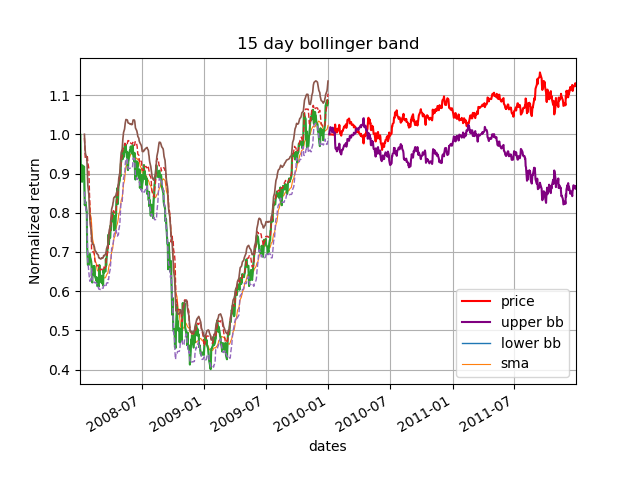 15 day bollinger band
Normalized return
1.1
1.0
0.9
0.8
0.7
0.6
0.5
0.4
price
upper bb
lower bb
sma
2008-07
2009-01
2009-07
2010-01
2010-07
2011-01
2011-07
dates